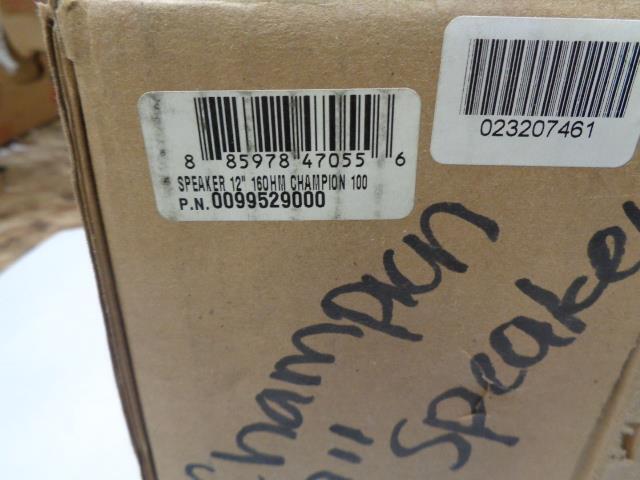 8 85978 47055 6
SPEAKER 12" 16OHM CHAMPION 100
P.N. 0099529000
023207461
Champion
Speaker